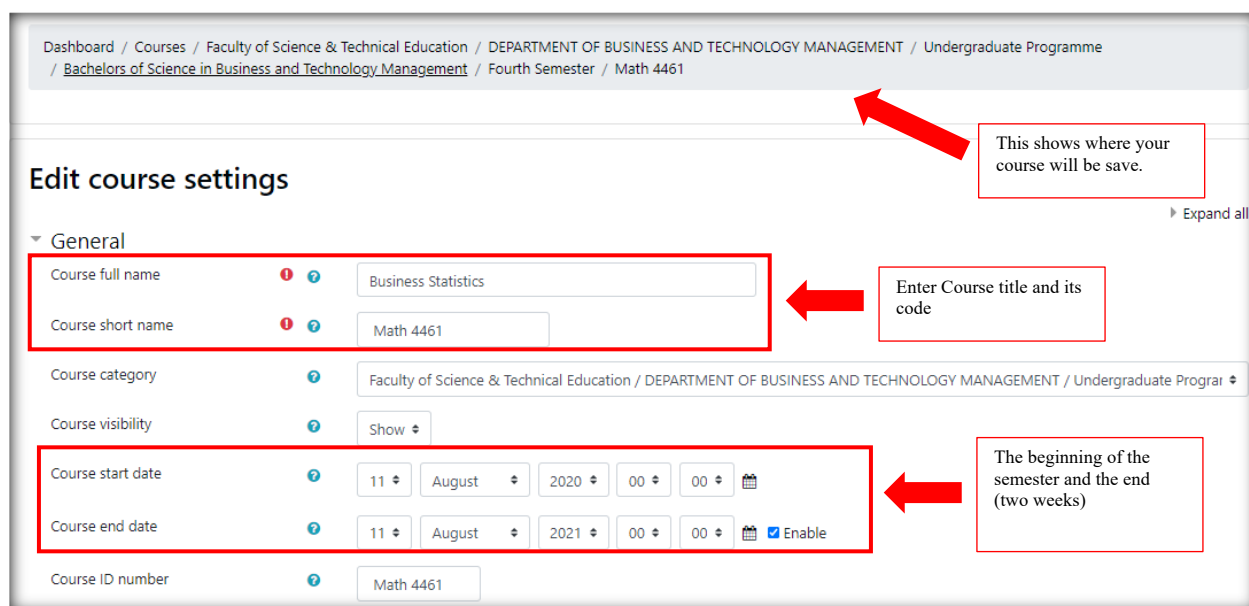 Dashboard / Courses / Faculty of Science & Technical Education / DEPARTMENT OF BUSINESS AND TECHNOLOGY MANAGEMENT / Undergraduate Programme
/ Bachelors of Science in Business and Technology Management / Fourth Semester / Math 4461
This shows where your
course will be save.
Edit course settings
Expand all
General
Course full name
Business Statistics
Enter Course title and its
code
Course short name
Math 4461
Course category
Faculty of Science & Technical Education / DEPARTMENT OF BUSINESS AND TECHNOLOGY MANAGEMENT / Undergraduate Prograr
Course visibility
Show
The beginning of the
semester and the end
(two weeks)
Course start date
11 August 2020 00 00
Course end date
11 August 2021 00 00 Enable
Course ID number
Math 4461